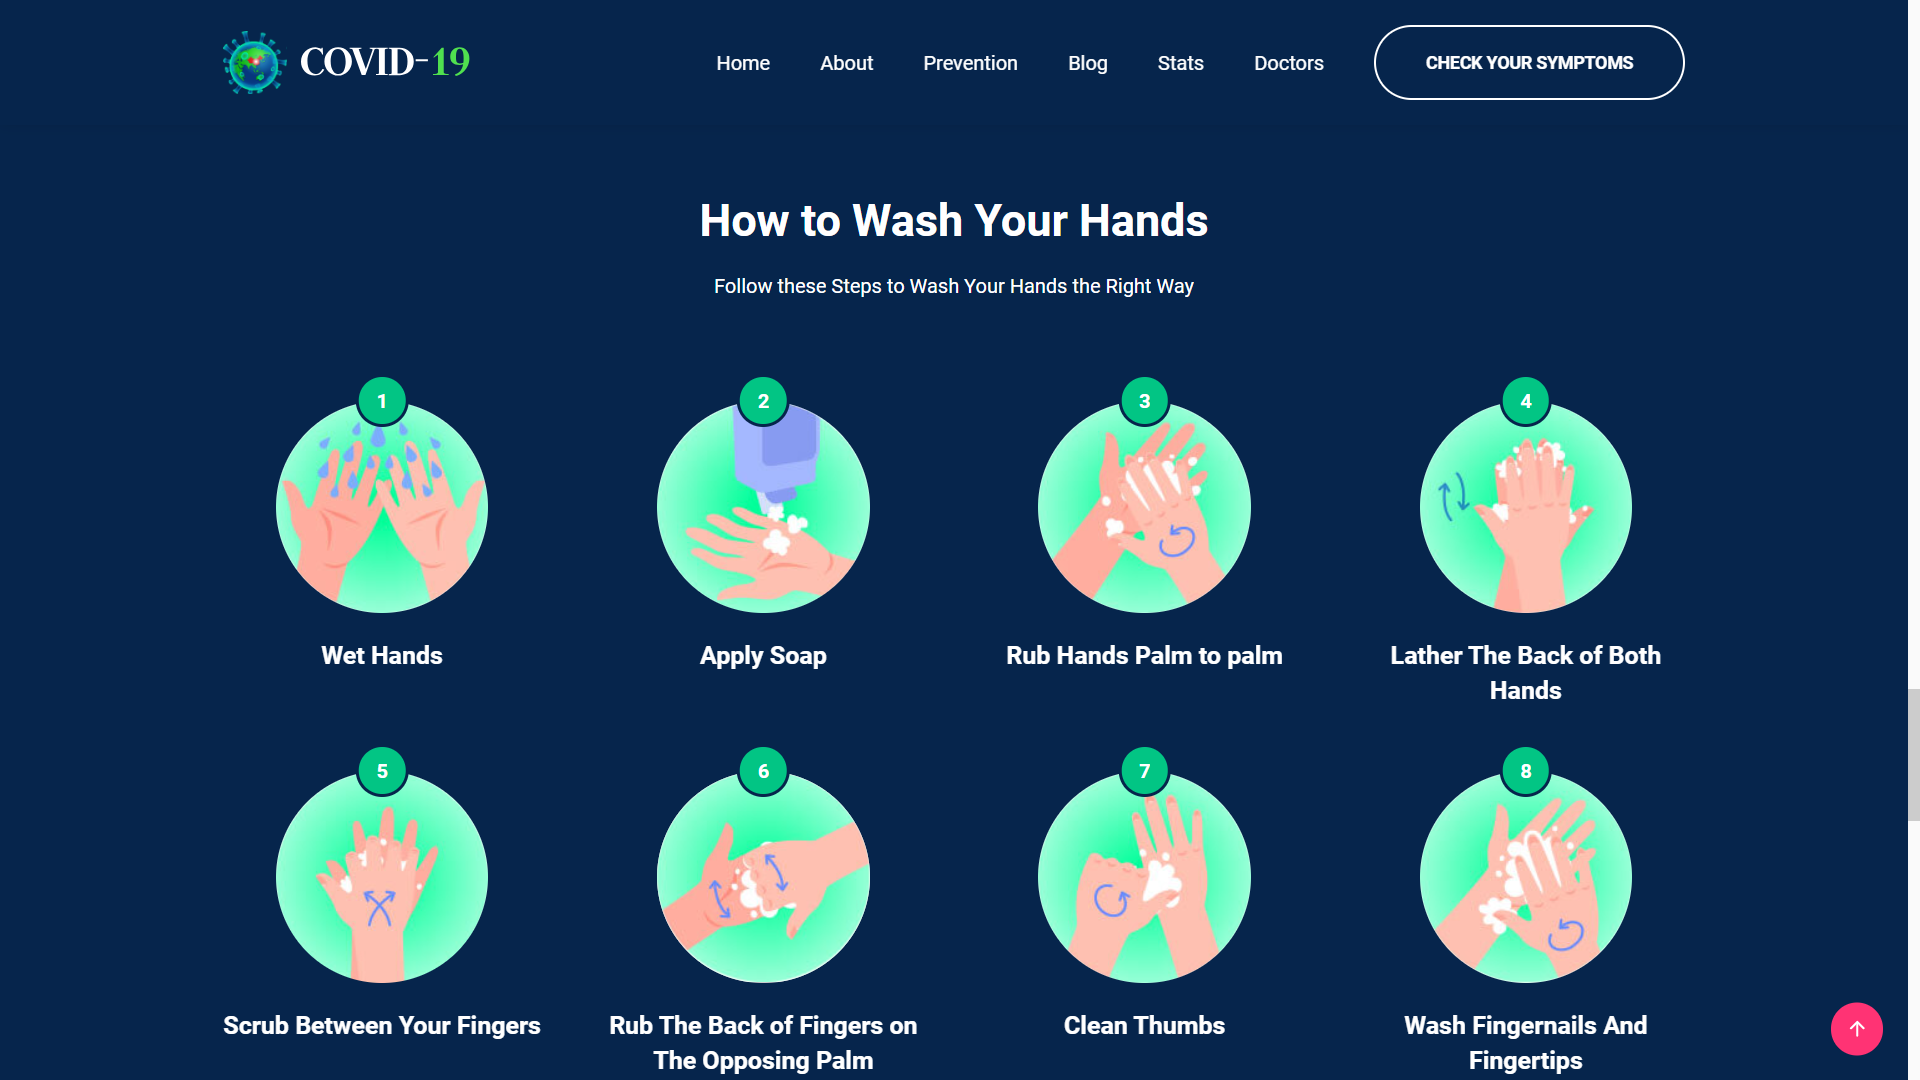 COVID-19
Home About Prevention Blog Stats Doctors CHECK YOUR SYMPTOMS
How to Wash Your Hands
Follow these Steps to Wash Your Hands the Right Way
1
Wet Hands
2
Apply Soap
3
Rub Hands Palm to palm
4
Lather The Back of Both
Hands
5
Scrub Between Your Fingers
6
Rub The Back of Fingers on
The Opposing Palm
7
Clean Thumbs
8
Wash Fingernails And
Fingertips